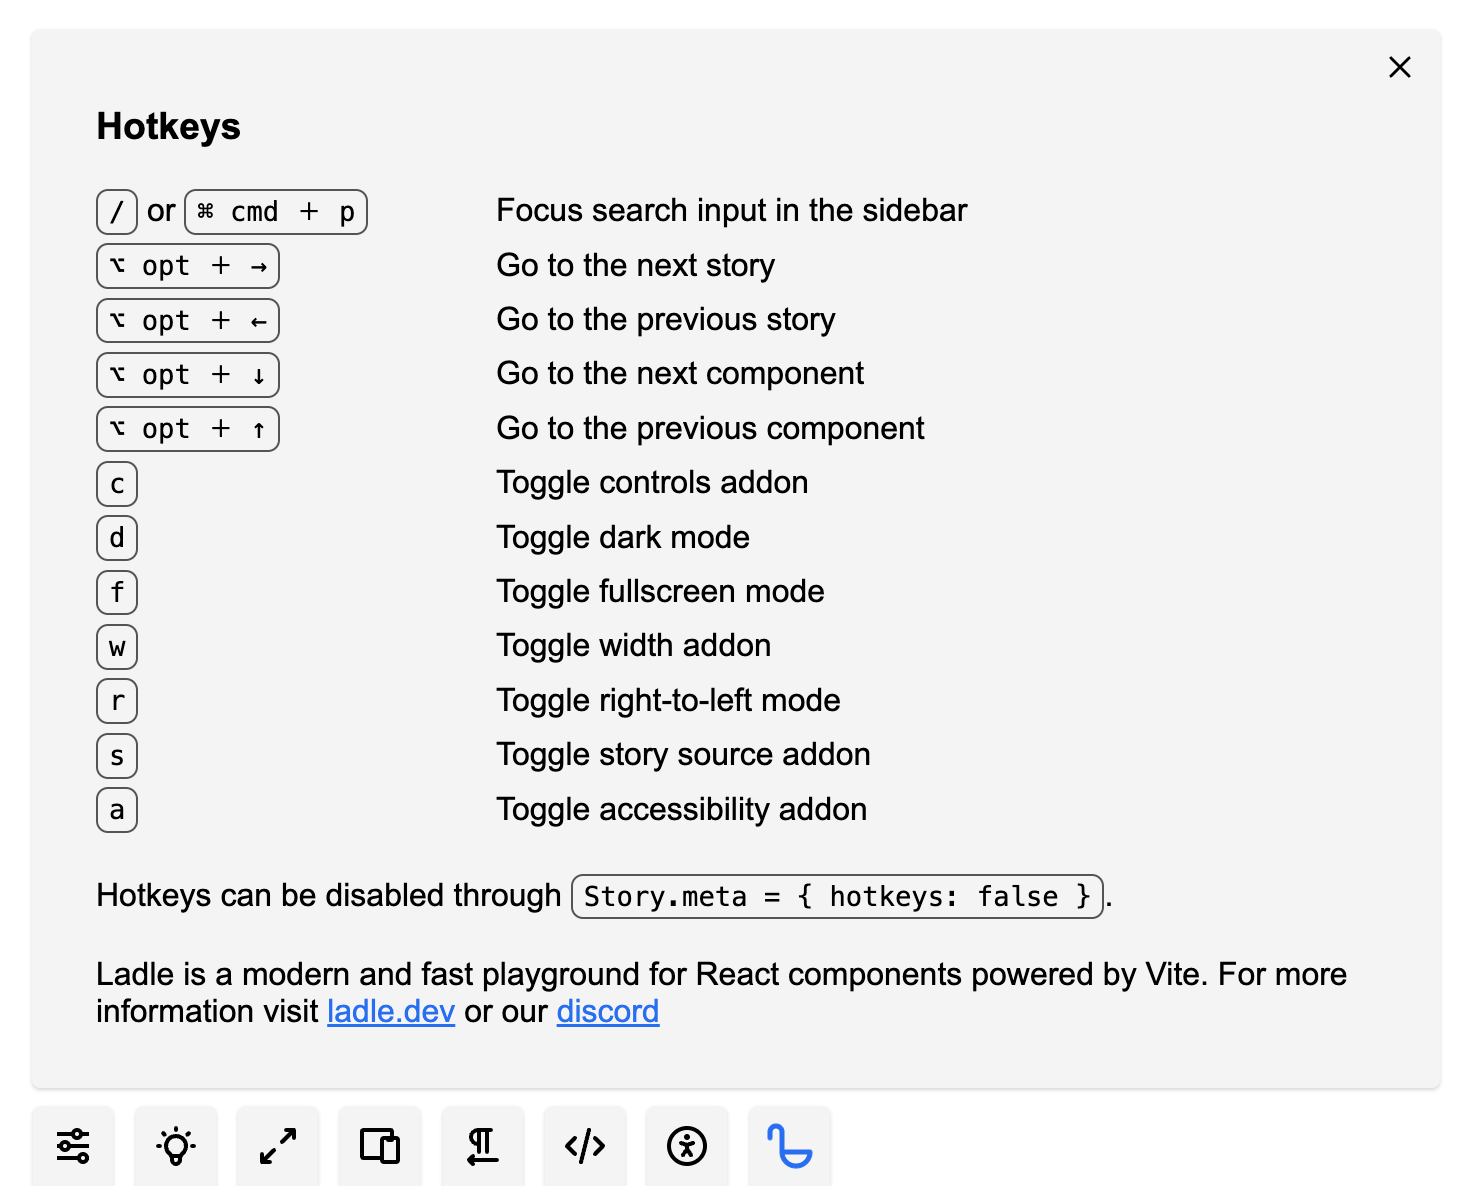 Hotkeys
/ or ⌘ cmd + p Focus search input in the sidebar
⌥ opt + → Go to the next story
⌥ opt + ← Go to the previous story
⌥ opt + ↓ Go to the next component
⌥ opt + ↑ Go to the previous component
c Toggle controls addon
d Toggle dark mode
f Toggle fullscreen mode
w Toggle width addon
r Toggle right-to-left mode
s Toggle story source addon
a Toggle accessibility addon
Hotkeys can be disabled through Story.meta = { hotkeys: false }.
Ladle is a modern and fast playground for React components powered by Vite. For more
information visit ladle.dev or our discord